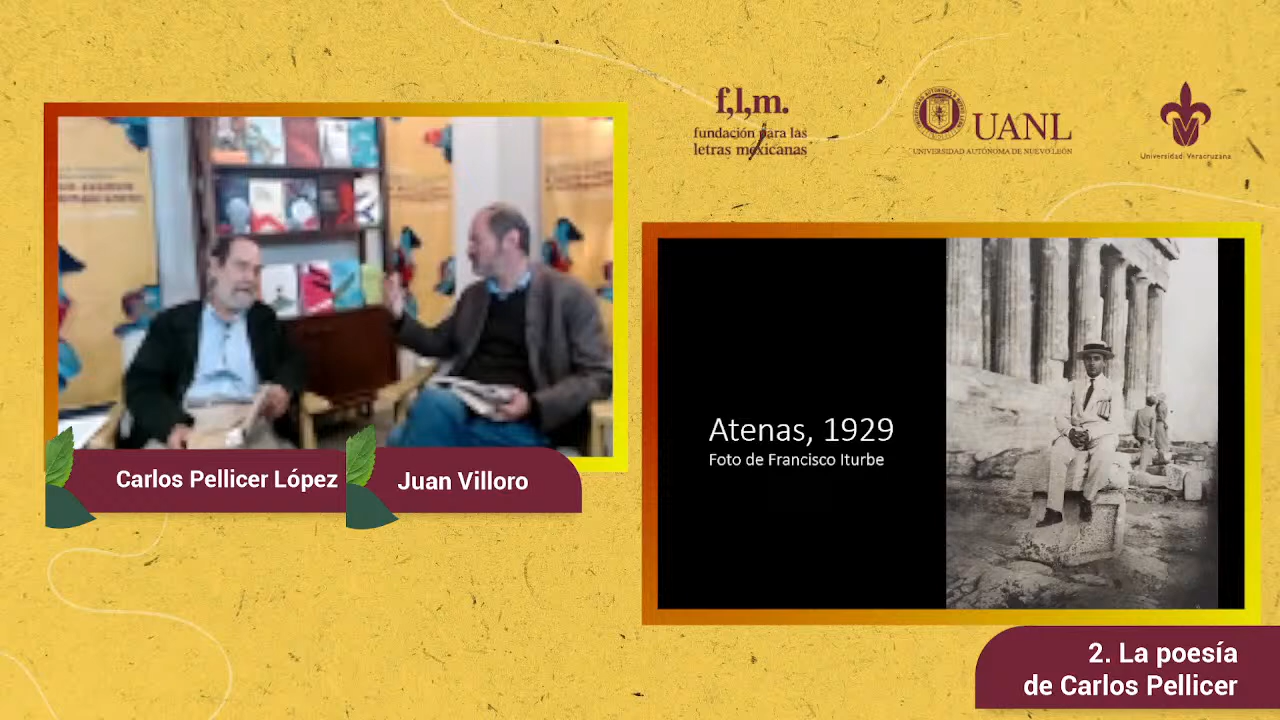 f,l,m.
fundación para las
letras mexicanas
UANL
UNIVERSIDAD AUTÓNOMA DE NUEVO LEÓN
Universidad Veracruzana
Atenas, 1929
Foto de Francisco Iturbe
Carlos Pellicer López
Juan Villoro
2. La poesía
de Carlos Pellicer